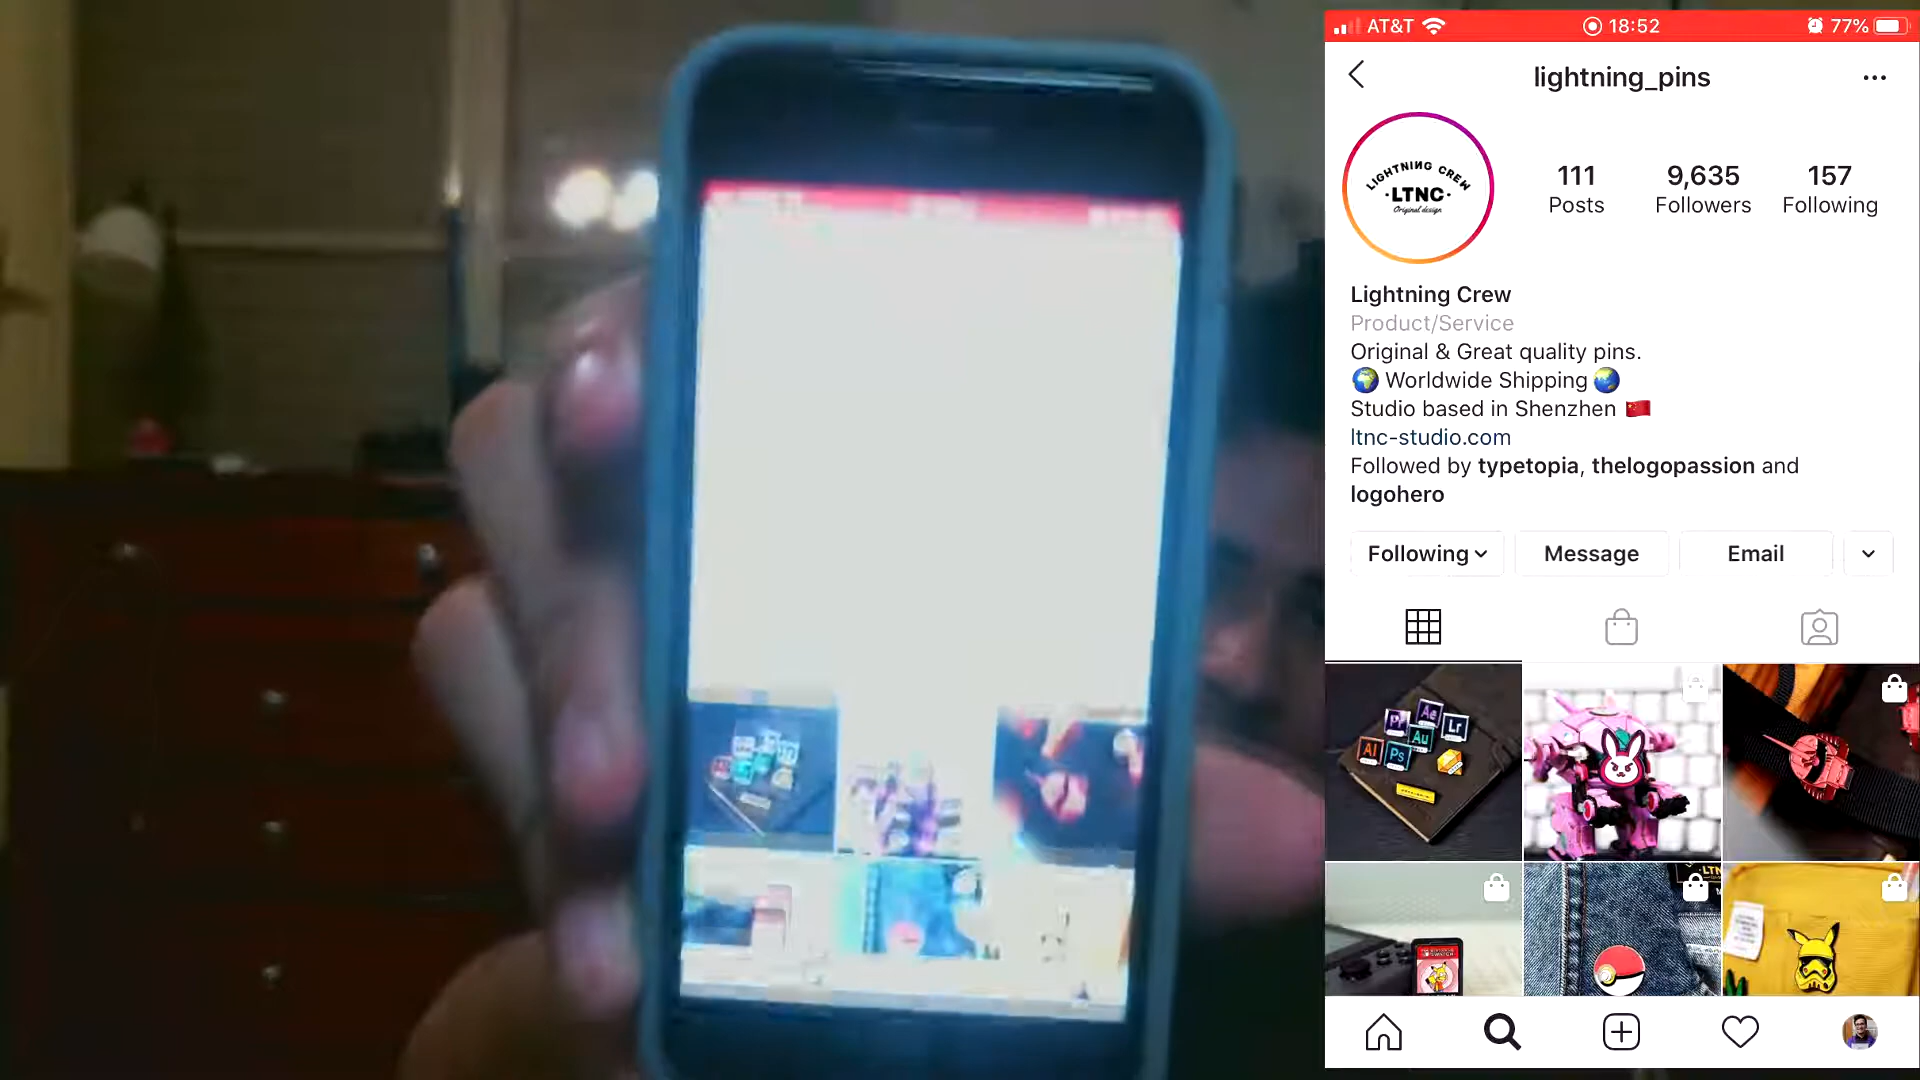 AT&T 18:52 77%
lightning_pins
LIGHTNING CREW
·LTNC·
Original design
111 9,635 157
Posts Followers Following
Lightning Crew
Product/Service
Original & Great quality pins.
Worldwide Shipping
Studio based in Shenzhen
ltnc-studio.com
Followed by typetopia, thelogopassion and
logohero
Following Message Email
Pr Ae Lr
Ai Ps Au